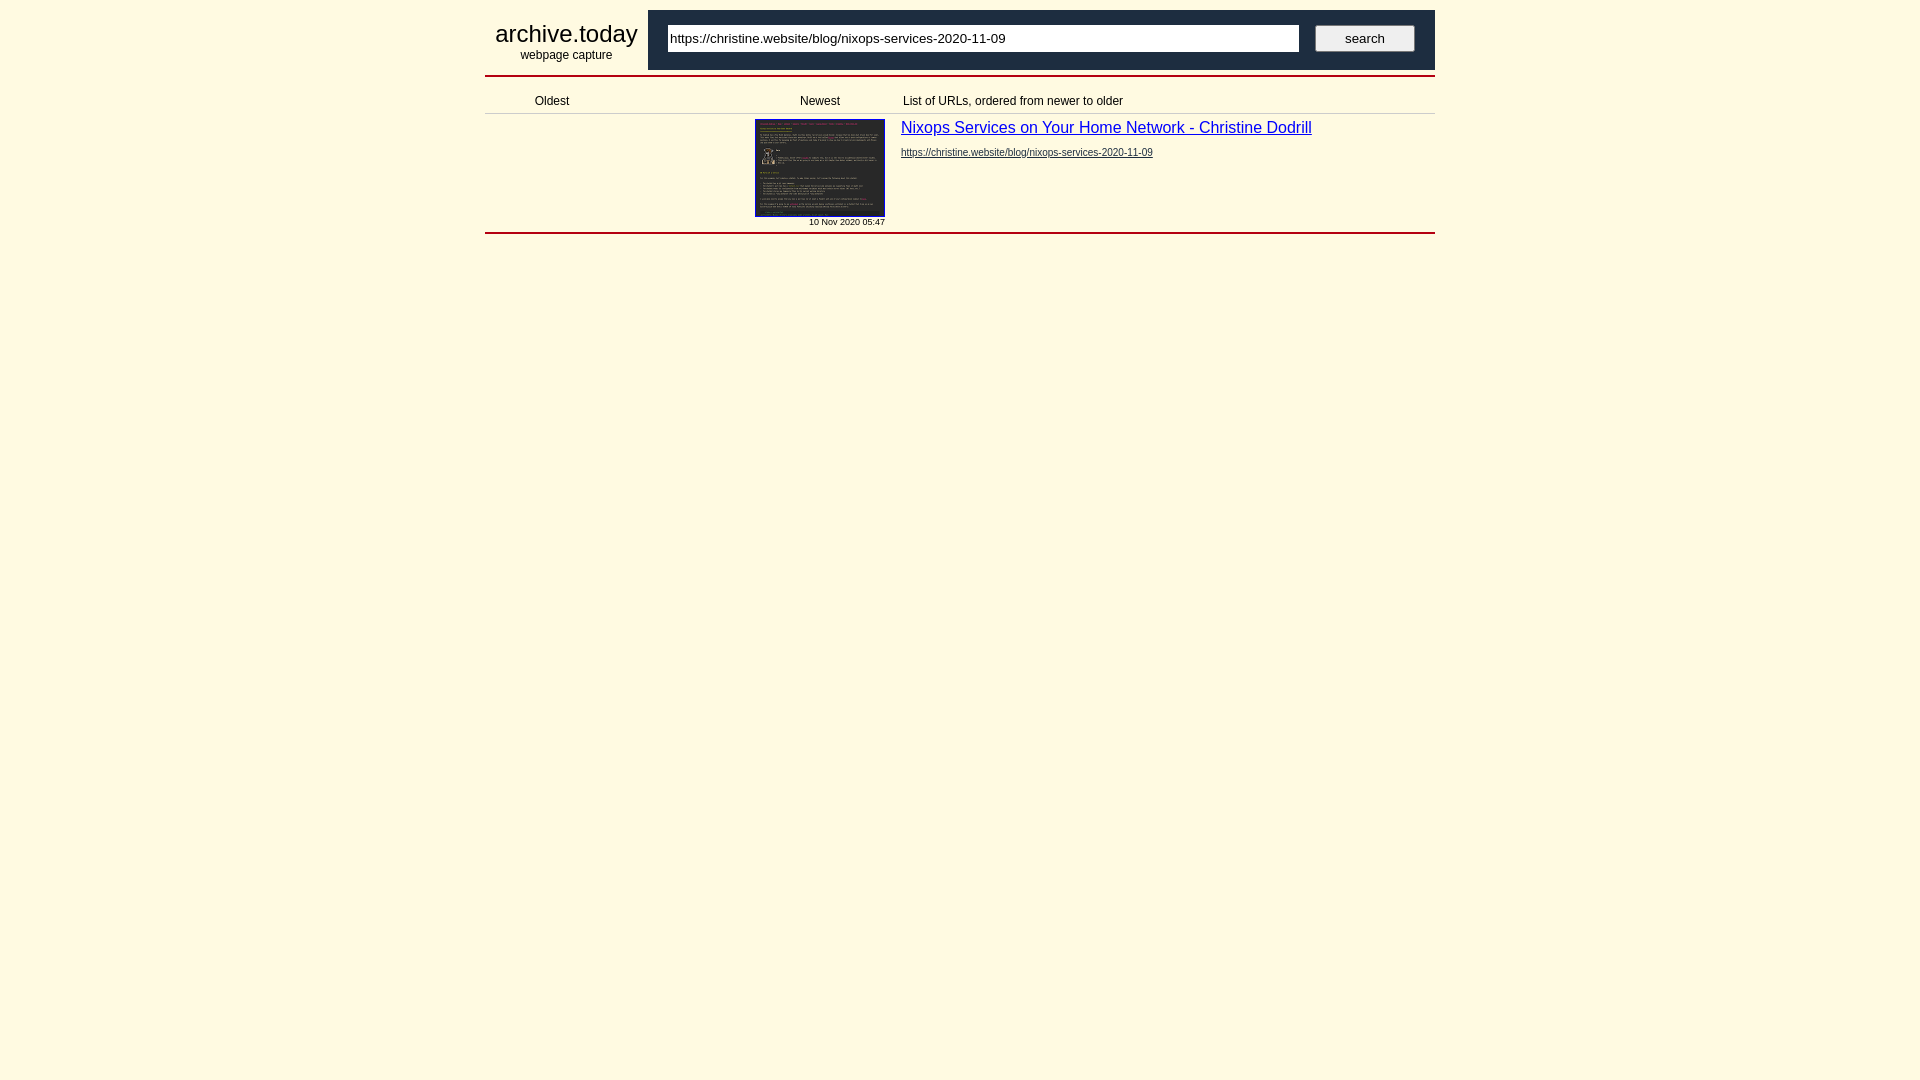 archive.today
webpage capture
https://christine.website/blog/nixops-services-2020-11-09
search
Oldest
Newest
List of URLs, ordered from newer to older
Nixops Services on Your Home Network - Christine Dodrill
https://christine.website/blog/nixops-services-2020-11-09
10 Nov 2020 05:47